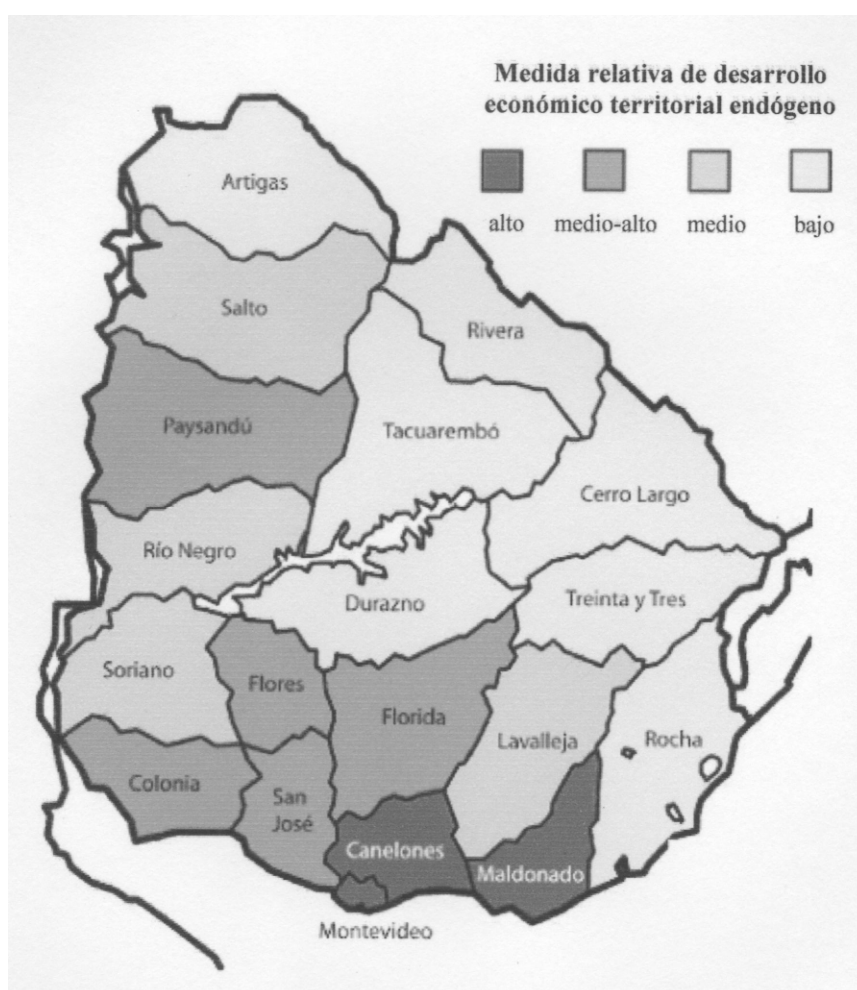 Medida relativa de desarrollo
económico territorial endógeno
alto medio-alto medio bajo
Artigas
Salto
Rivera
Paysandú
Tacuarembó
Cerro Largo
Río Negro
Durazno
Treinta y Tres
Soriano
Flores
Florida
Lavalleja
Rocha
Colonia
San
José
Canelones
Maldonado
Montevideo